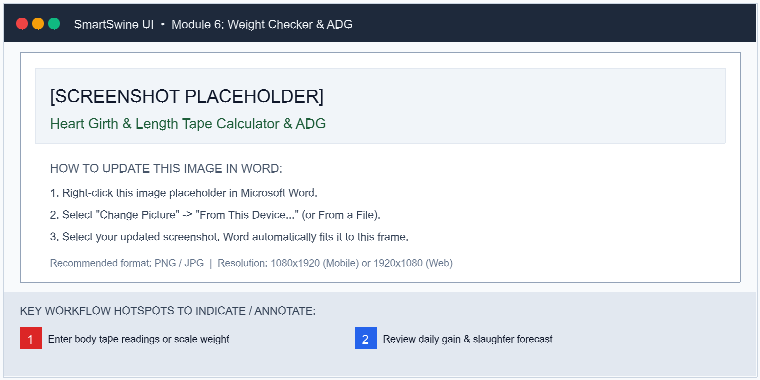 SmartSwine UI • Module 6: Weight Checker & ADG
[SCREENSHOT PLACEHOLDER]
Heart Girth & Length Tape Calculator & ADG
HOW TO UPDATE THIS IMAGE IN WORD:
1. Right-click this image placeholder in Microsoft Word.
2. Select "Change Picture" -> "From This Device..." (or From a File).
3. Select your updated screenshot. Word automatically fits it to this frame.
Recommended format: PNG / JPG | Resolution: 1080x1920 (Mobile) or 1920x1080 (Web)
KEY WORKFLOW HOTSPOTS TO INDICATE / ANNOTATE:
1 Enter body tape readings or scale weight
2 Review daily gain & slaughter forecast